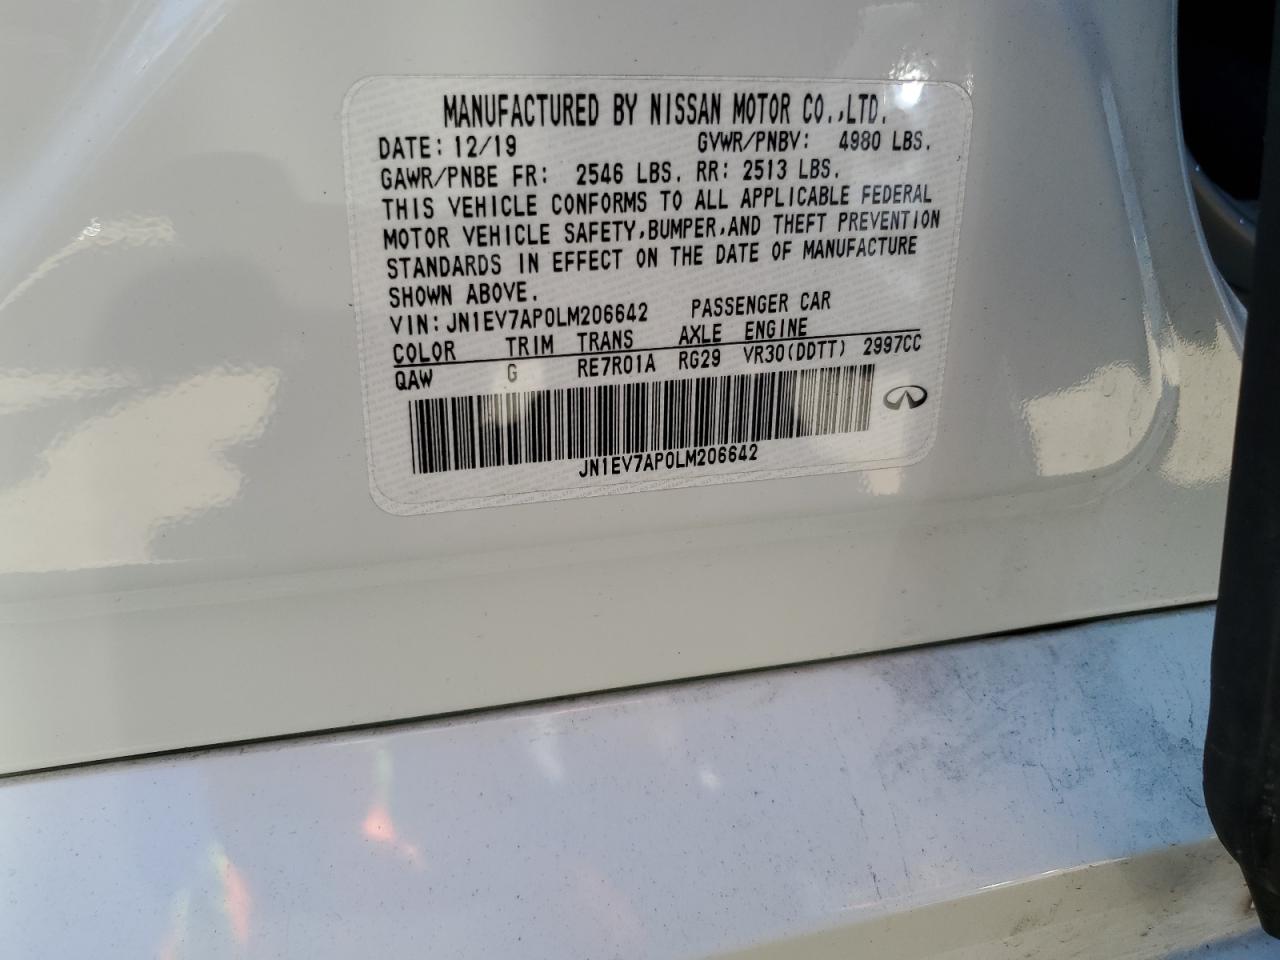 MANUFACTURED BY NISSAN MOTOR CO.,LTD.
DATE: 12/19 GVWR/PNBV: 4980 LBS.
GAWR/PNBE FR: 2546 LBS. RR: 2513 LBS.
THIS VEHICLE CONFORMS TO ALL APPLICABLE FEDERAL
MOTOR VEHICLE SAFETY,BUMPER,AND THEFT PREVENTION
STANDARDS IN EFFECT ON THE DATE OF MANUFACTURE
SHOWN ABOVE.
VIN:JN1EV7AP0LM206642 PASSENGER CAR
COLOR TRIM TRANS AXLE ENGINE
QAW G RE7R01A RG29 VR30(DDTT) 2997CC
JN1EV7AP0LM206642